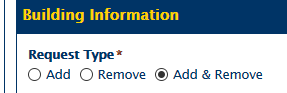 Building Information
Request Type*
Add Remove Add & Remove